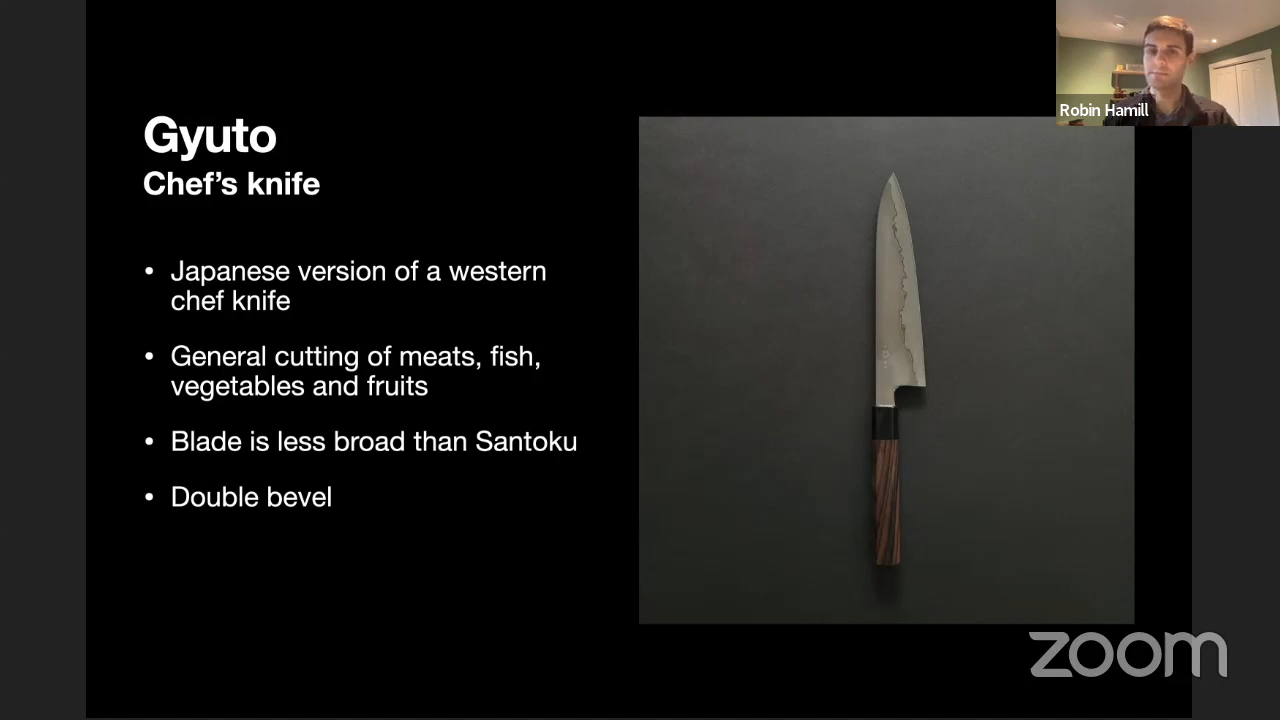 Gyuto
Chef's knife
• Japanese version of a western
chef knife
• General cutting of meats, fish,
vegetables and fruits
• Blade is less broad than Santoku
• Double bevel
Robin Hamill
zoom